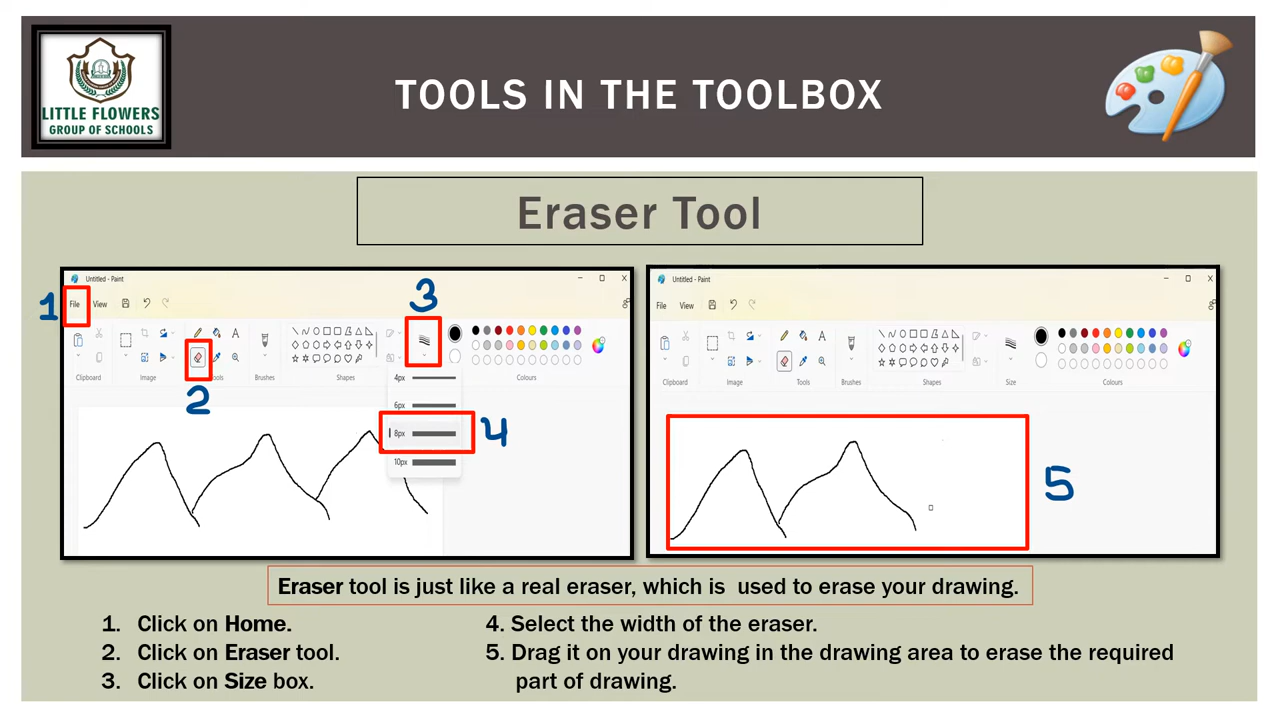 LITTLE FLOWERS
GROUP OF SCHOOLS
TOOLS IN THE TOOLBOX
Eraser Tool
Untitled - Paint
1 File View
3
Clipboard Image Tools Brushes Shapes Colours
2
4px
6px
8px
4
10px
Untitled - Paint
File View
Clipboard Image Tools Brushes Shapes Size Colours
5
Eraser tool is just like a real eraser, which is used to erase your drawing.
1. Click on Home.
2. Click on Eraser tool.
3. Click on Size box.
4. Select the width of the eraser.
5. Drag it on your drawing in the drawing area to erase the required
part of drawing.